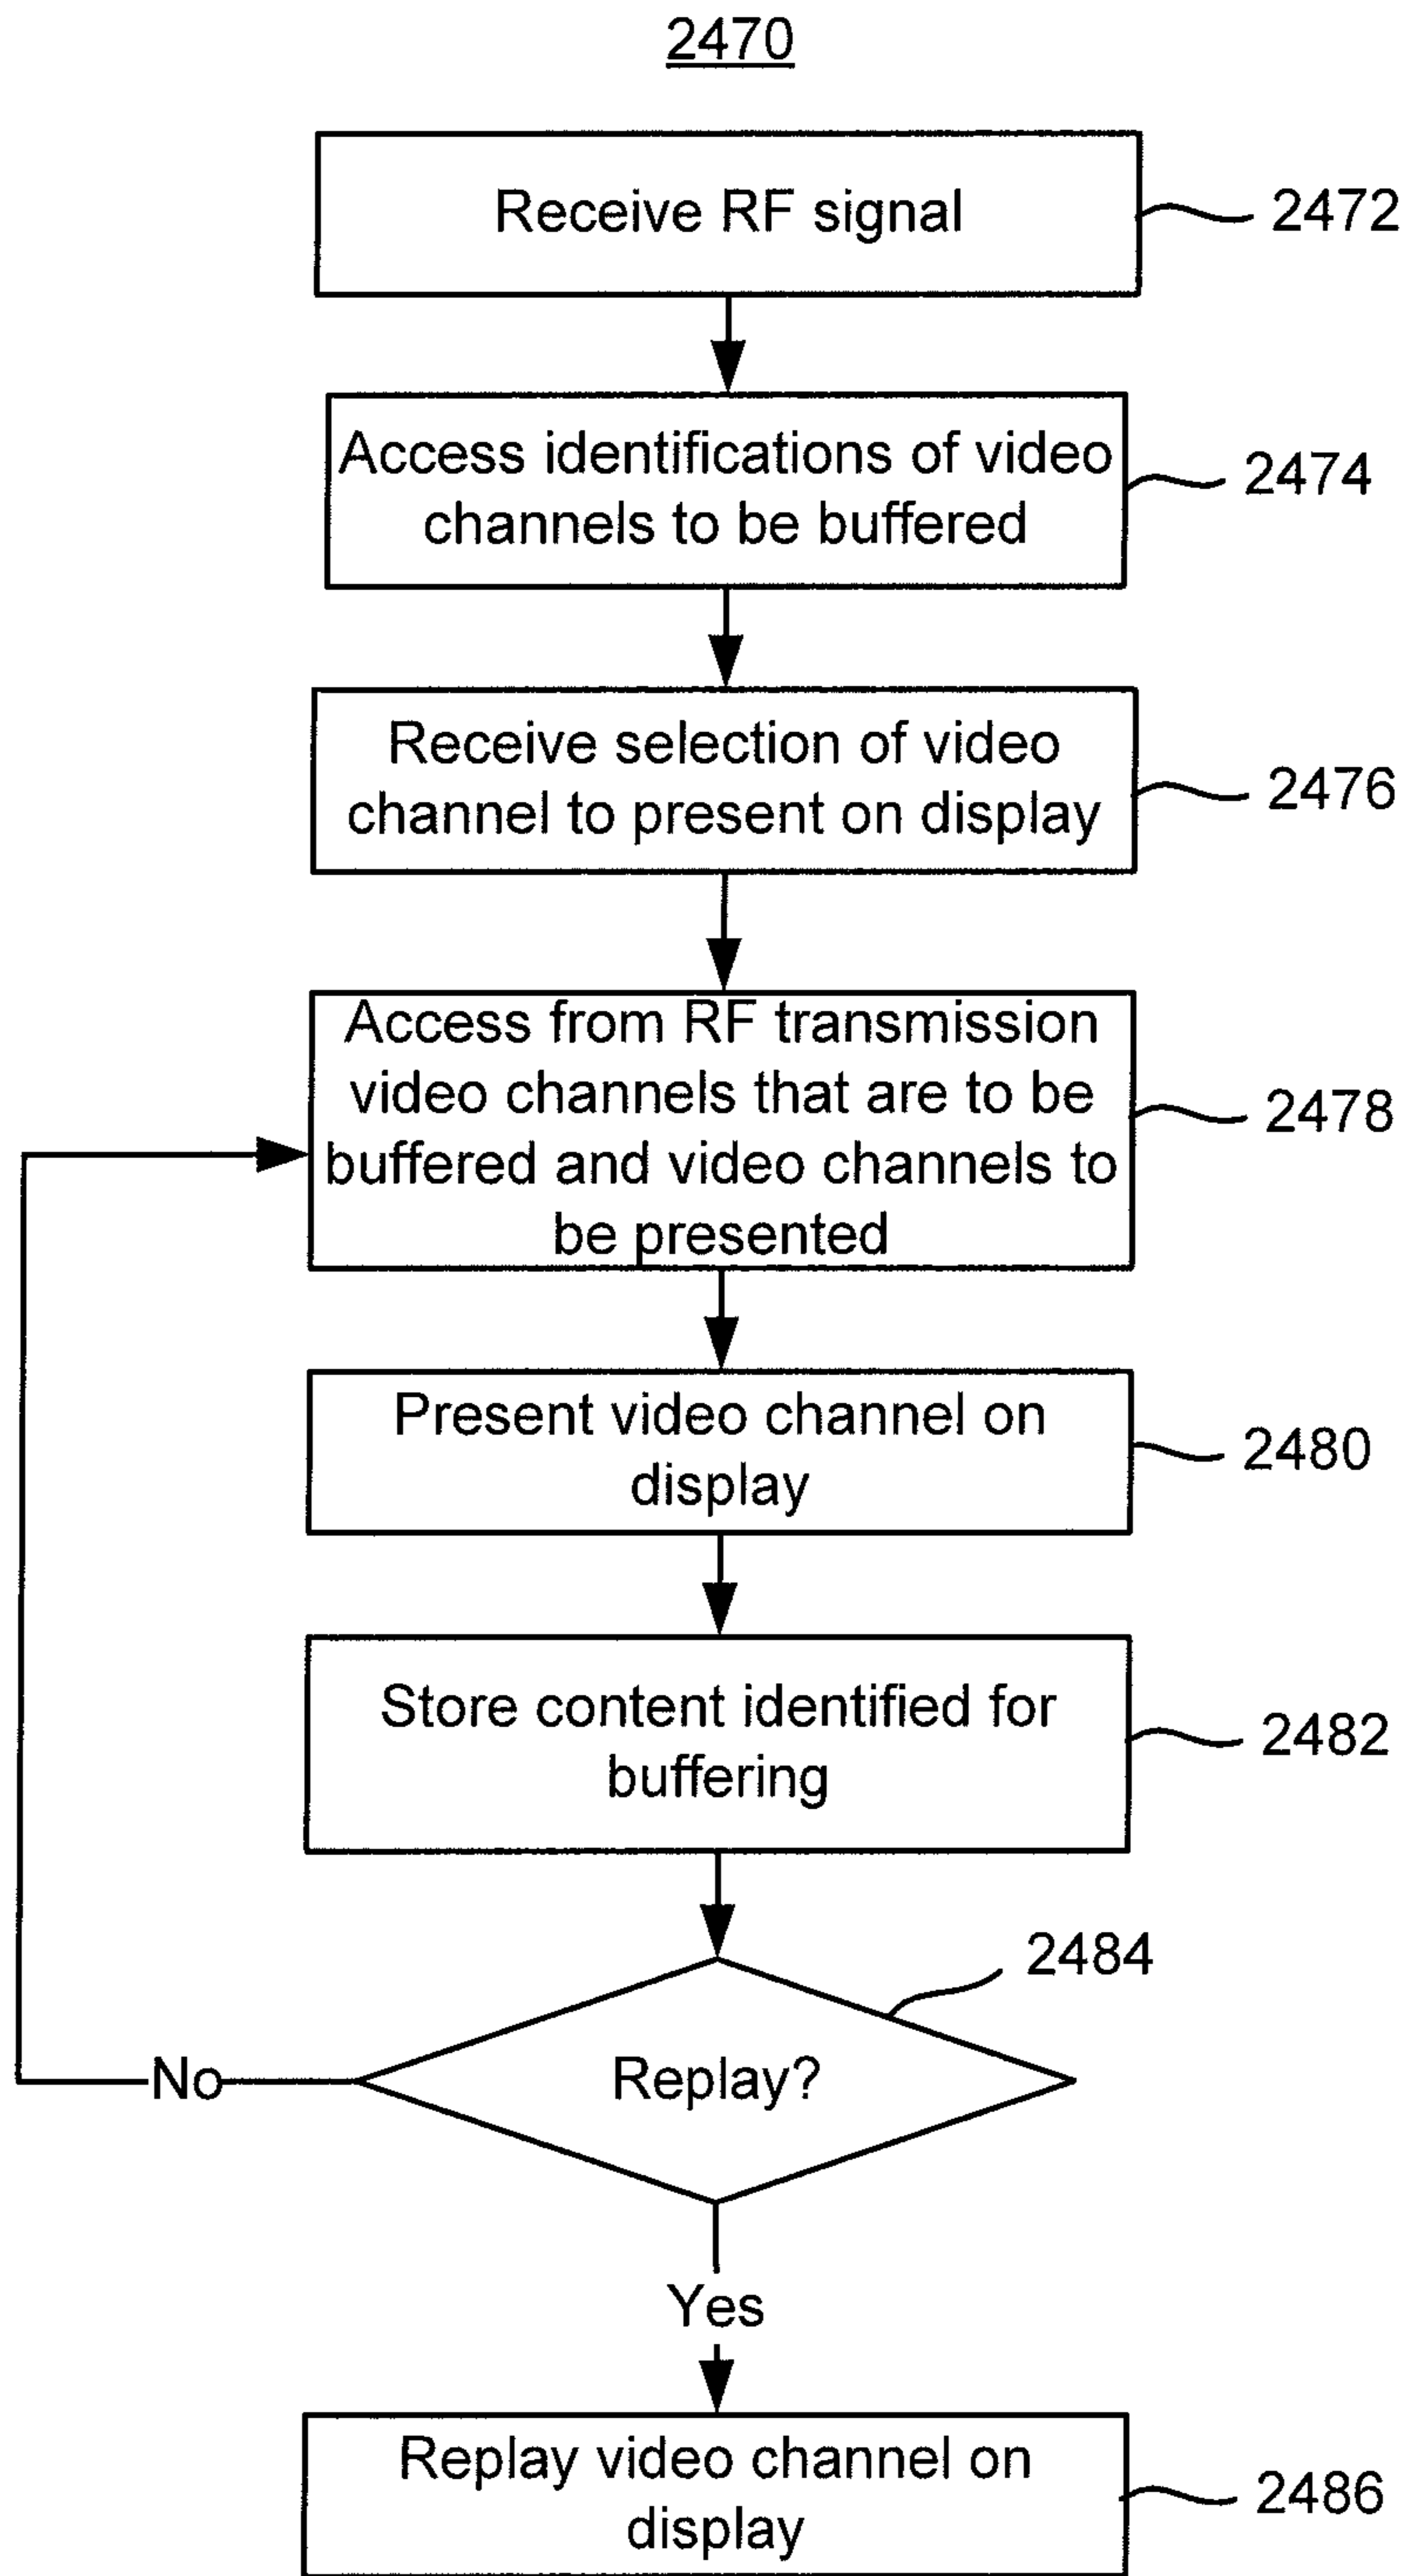 2470
Receive RF signal
2472
Access identifications of video
channels to be buffered
2474
Receive selection of video
channel to present on display
2476
Access from RF transmission
video channels that are to be
buffered and video channels to
be presented
2478
Present video channel on
display
2480
Store content identified for
buffering
2482
2484
Replay?
No
Yes
Replay video channel on
display
2486